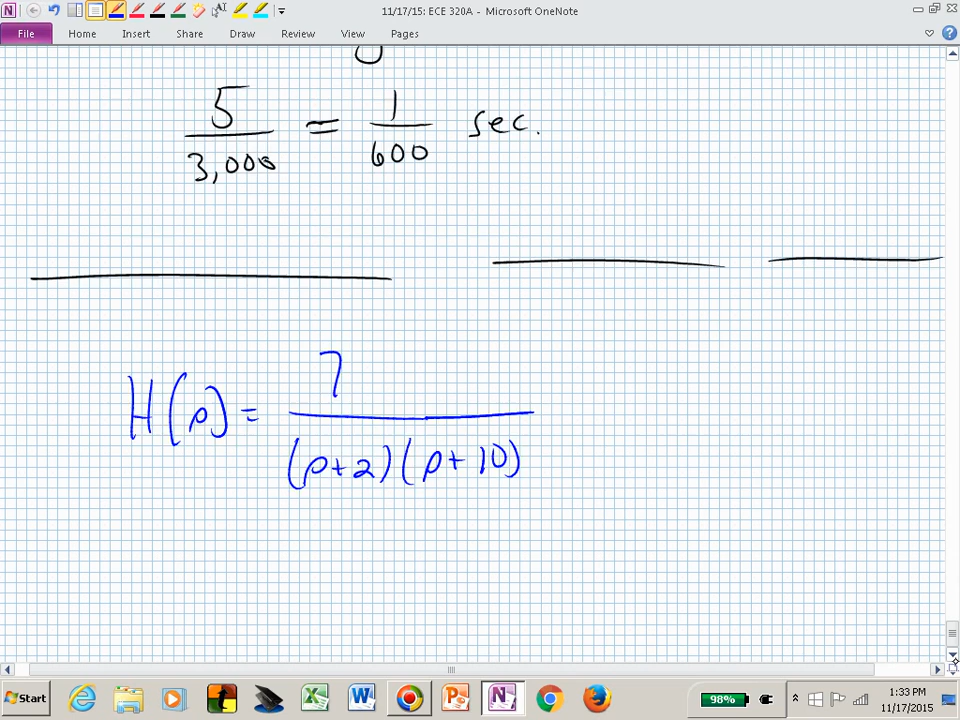 11/17/15: ECE 320A - Microsoft OneNote
File Home Insert Share Draw Review View Pages
5/3,000 = 1/600 sec.
H(p) = 7/((p+2)(p+10))
Start
98%
1:33 PM
11/17/2015